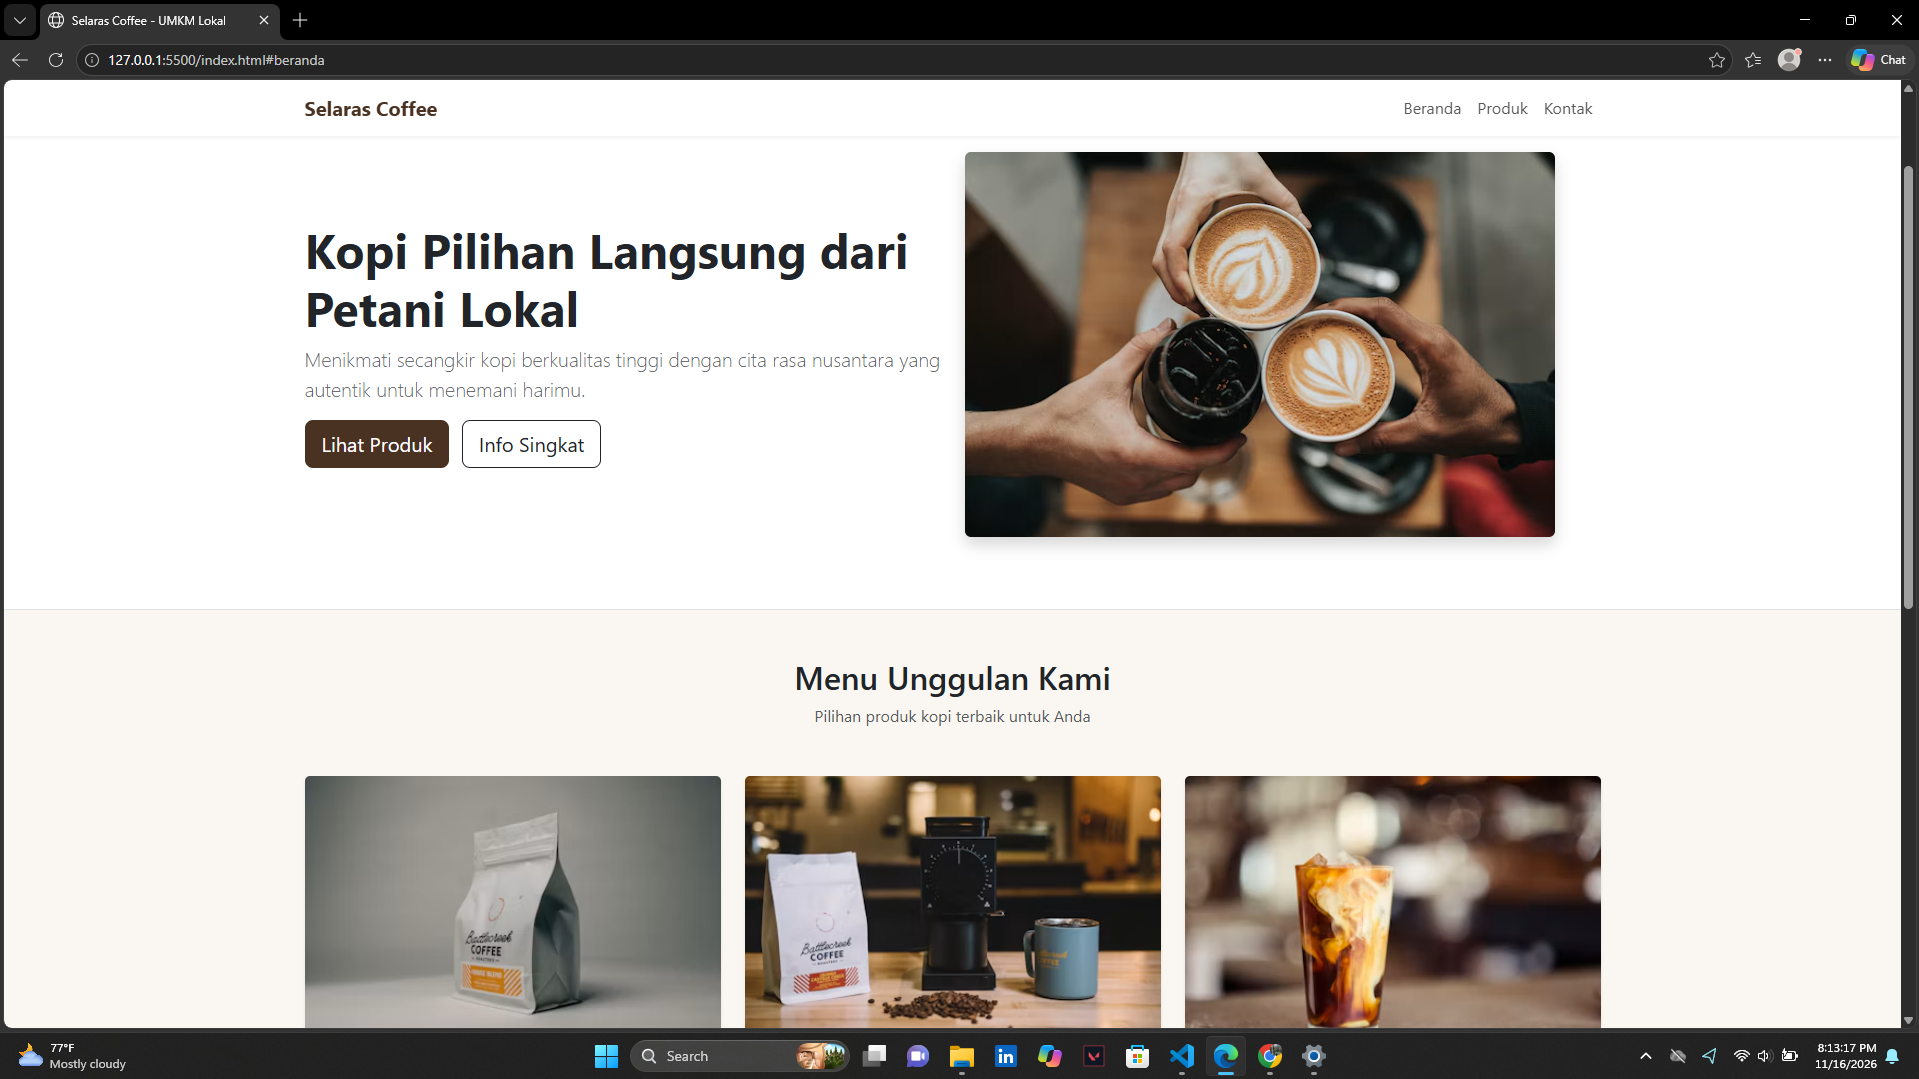 Selaras Coffee - UMKM Lokal
127.0.0.1:5500/index.html#beranda
Chat
Selaras Coffee
Beranda Produk Kontak
Kopi Pilihan Langsung dari
Petani Lokal
Menikmati secangkir kopi berkualitas tinggi dengan cita rasa nusantara yang
autentik untuk menemani harimu.
Lihat Produk Info Singkat
Menu Unggulan Kami
Pilihan produk kopi terbaik untuk Anda
Battlecreek
COFFEE
ROASTERS
Battlecreek
COFFEE
ROASTERS
77°F
Mostly cloudy
Search
8:13:17 PM
11/16/2026